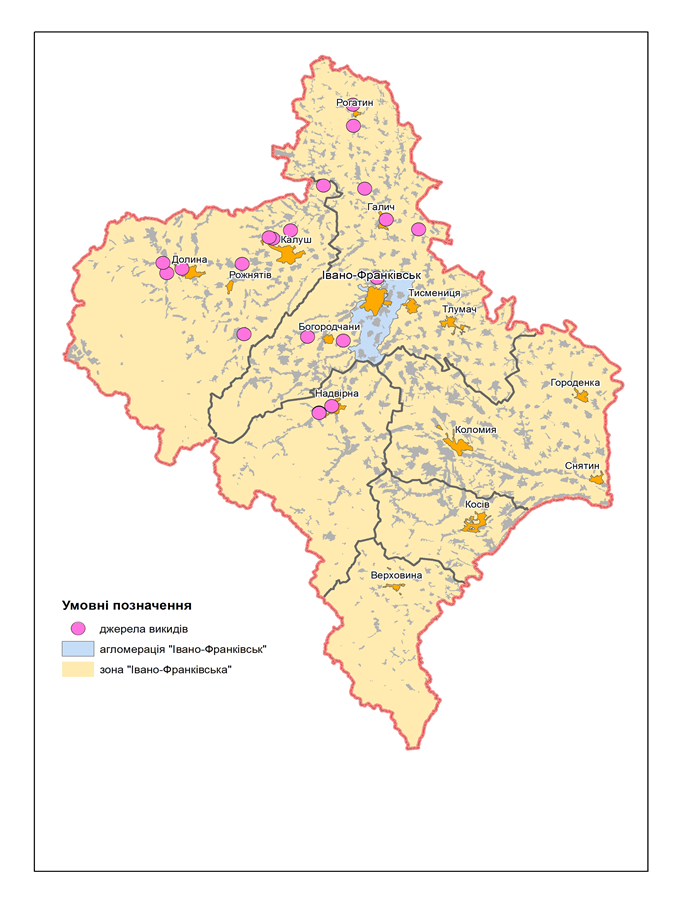 Рогатин
Галич
Калуш
Долина
Рожнятів
Івано-Франківськ
Тисмениця
Тлумач
Богородчани
Надвірна
Городенка
Коломия
Снятин
Косів
Верховина
Умовні позначення
джерела викидів
агломерація "Івано-Франківськ"
зона "Івано-Франківська"